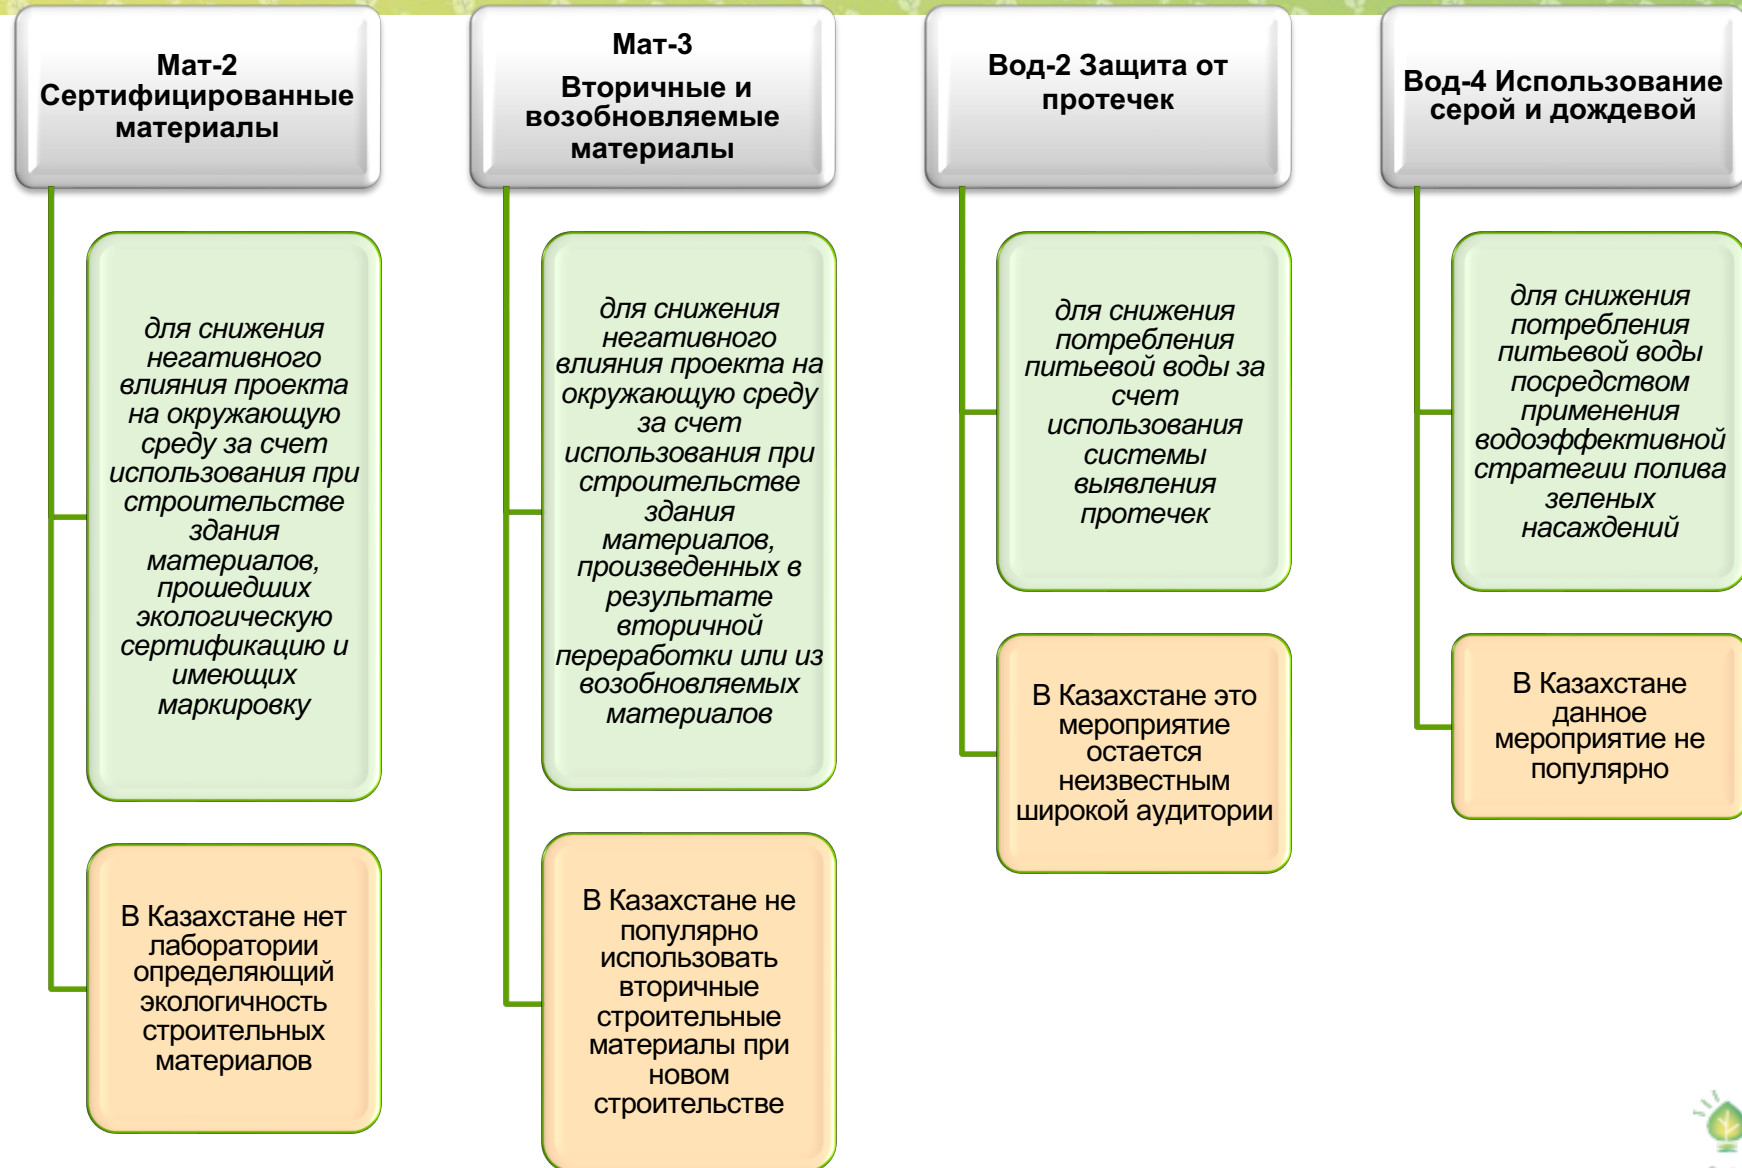 Мат-2
Сертифицированные
материалы
для снижения
негативного
влияния проекта
на окружающую
среду за счет
использования при
строительстве
здания
материалов,
прошедших
экологическую
сертификацию и
имеющих
маркировку
В Казахстане нет
лаборатории
определяющий
экологичность
строительных
материалов
Мат-3
Вторичные и
возобновляемые
материалы
для снижения
негативного
влияния проекта на
окружающую среду
за счет
использования при
строительстве
здания
материалов,
произведенных в
результате
вторичной
переработки или из
возобновляемых
материалов
В Казахстане не
популярно
использовать
вторичные
строительные
материалы при
новом
строительстве
Вод-2 Защита от
протечек
для снижения
потребления
питьевой воды за
счет
использования
системы
выявления
протечек
В Казахстане это
мероприятие
остается
неизвестным
широкой аудитории
Вод-4 Использование
серой и дождевой
для снижения
потребления
питьевой воды
посредством
применения
водоэффективной
стратегии полива
зеленых
насаждений
В Казахстане
данное
мероприятие не
популярно